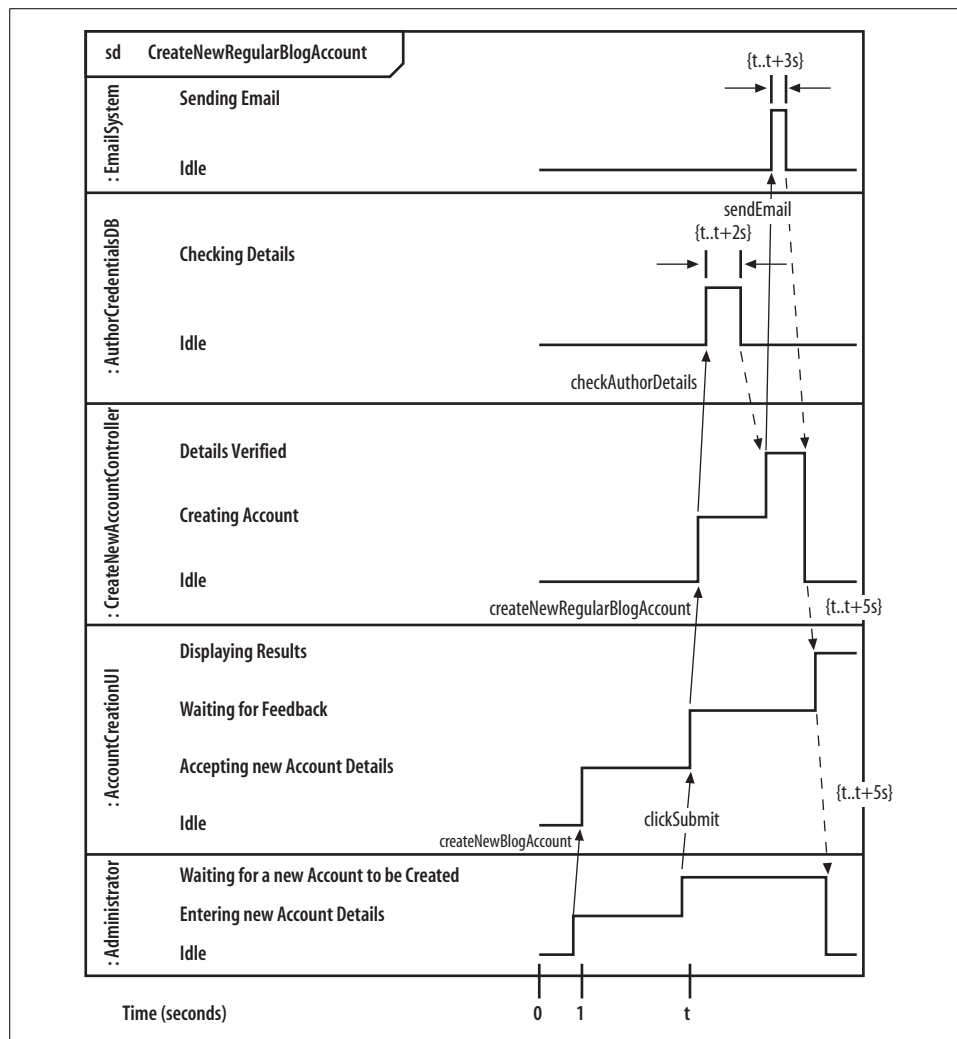 sd CreateNewRegularBlogAccount
{t..t+3s}
: EmailSystem
Sending Email
Idle
sendEmail
{t..t+2s}
: AuthorCredentialsDB
Checking Details
Idle
checkAuthorDetails
: CreateNewAccountController
Details Verified
Creating Account
Idle
createNewRegularBlogAccount
{t..t+5s}
: AccountCreationUI
Displaying Results
Waiting for Feedback
Accepting new Account Details
{t..t+5s}
Idle
clickSubmit
createNewBlogAccount
: Administrator
Waiting for a new Account to be Created
Entering new Account Details
Idle
Time (seconds) 0 1 t